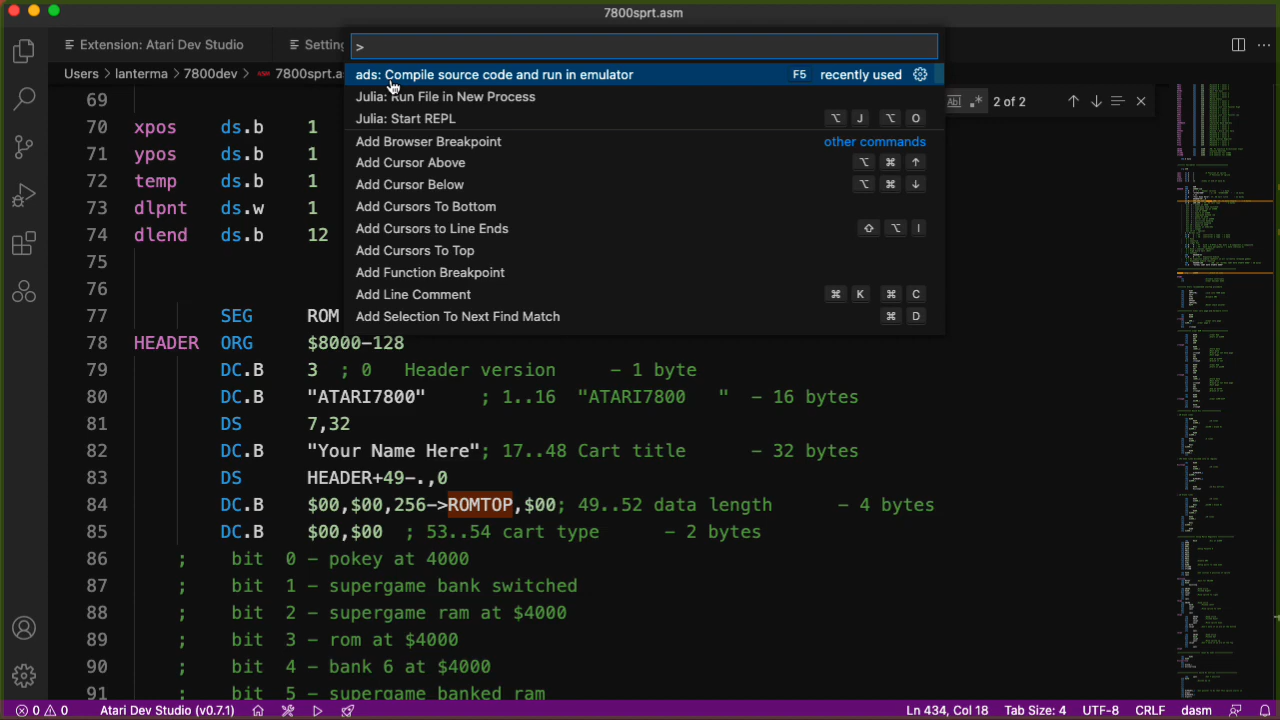 7800sprt.asm
Extension: Atari Dev Studio
Setting
>
Users > lanterma > 7800dev > 7800sprt.a
ads: Compile source code and run in emulator F5 recently used
Julia: Run File in New Process
Julia: Start REPL ⌥ J ⌥ O
Add Browser Breakpoint other commands
Add Cursor Above ⌥ ⌘ ↑
Add Cursor Below ⌥ ⌘ ↓
Add Cursors To Bottom
Add Cursors to Line Ends ⇧ ⌥ I
Add Cursors To Top
Add Function Breakpoint
Add Line Comment ⌘ K ⌘ C
Add Selection To Next Find Match ⌘ D
Ab| .* 2 of 2
69
70 xpos ds.b 1
71 ypos ds.b 1
72 temp ds.b 1
73 dlpnt ds.w 1
74 dlend ds.b 12
75
76
77 SEG ROM
78 HEADER ORG $8000-128
79 DC.B 3 ; 0 Header version - 1 byte
80 DC.B "ATARI7800" ; 1..16 "ATARI7800 " - 16 bytes
81 DS 7,32
82 DC.B "Your Name Here"; 17..48 Cart title - 32 bytes
83 DS HEADER+49-.,0
84 DC.B $00,$00,256->ROMTOP,$00; 49..52 data length - 4 bytes
85 DC.B $00,$00 ; 53..54 cart type - 2 bytes
86 ; bit 0 - pokey at 4000
87 ; bit 1 - supergame bank switched
88 ; bit 2 - supergame ram at $4000
89 ; bit 3 - rom at $4000
90 ; bit 4 - bank 6 at $4000
91 ; bit 5 - supergame banked ram
0 0 Atari Dev Studio (v0.7.1) Ln 434, Col 18 Tab Size: 4 UTF-8 CRLF dasm